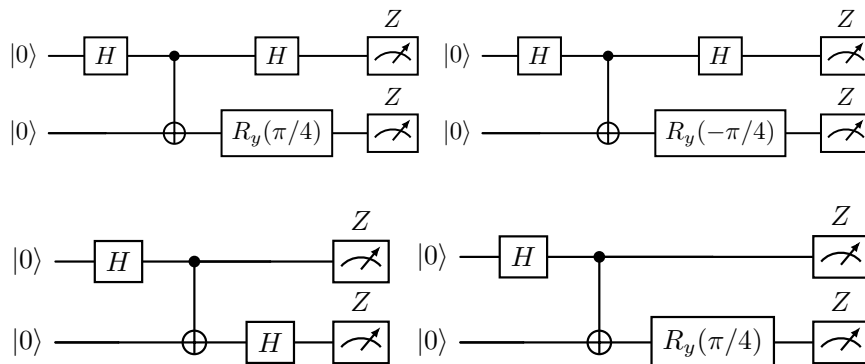 Z Z
|0⟩ H H |0⟩ H H
Z Z
|0⟩ R_y(π/4) |0⟩ R_y(−π/4)
Z Z
|0⟩ H |0⟩ H
Z Z
|0⟩ H |0⟩ R_y(π/4)